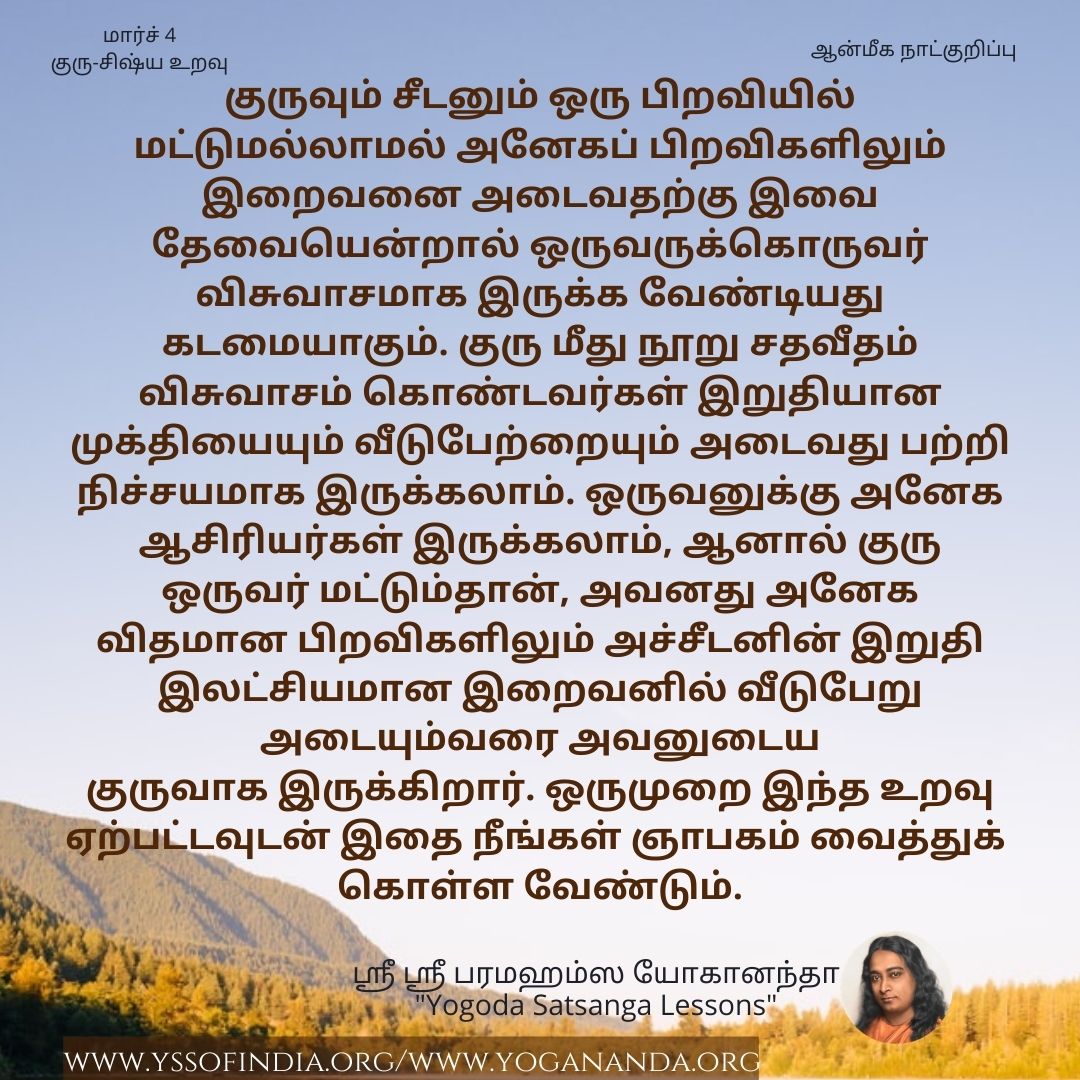 மார்ச் 4
குரு-சிஷ்ய உறவு
ஆன்மீக நாட்குறிப்பு
குருவும் சீடனும் ஒரு பிறவியில்
மட்டுமல்லாமல் அனேகப் பிறவிகளிலும்
இறைவனை அடைவதற்கு இவை
தேவையென்றால் ஒருவருக்கொருவர்
விசுவாசமாக இருக்க வேண்டியது
கடமையாகும். குரு மீது நூறு சதவீதம்
விசுவாசம் கொண்டவர்கள் இறுதியான
முக்தியையும் வீடுபேற்றையும் அடைவது பற்றி
நிச்சயமாக இருக்கலாம். ஒருவனுக்கு அனேக
ஆசிரியர்கள் இருக்கலாம், ஆனால் குரு
ஒருவர் மட்டும்தான், அவனது அனேக
விதமான பிறவிகளிலும் அச்சீடனின் இறுதி
இலட்சியமான இறைவனில் வீடுபேறு
அடையும்வரை அவனுடைய
குருவாக இருக்கிறார். ஒருமுறை இந்த உறவு
ஏற்பட்டவுடன் இதை நீங்கள் ஞாபகம் வைத்துக்
கொள்ள வேண்டும்.
ஸ்ரீ ஸ்ரீ பரமஹம்ஸ யோகானந்தா
"Yogoda Satsanga Lessons"
WWW.YSSOFINDIA.ORG/WWW.YOGANANDA.ORG